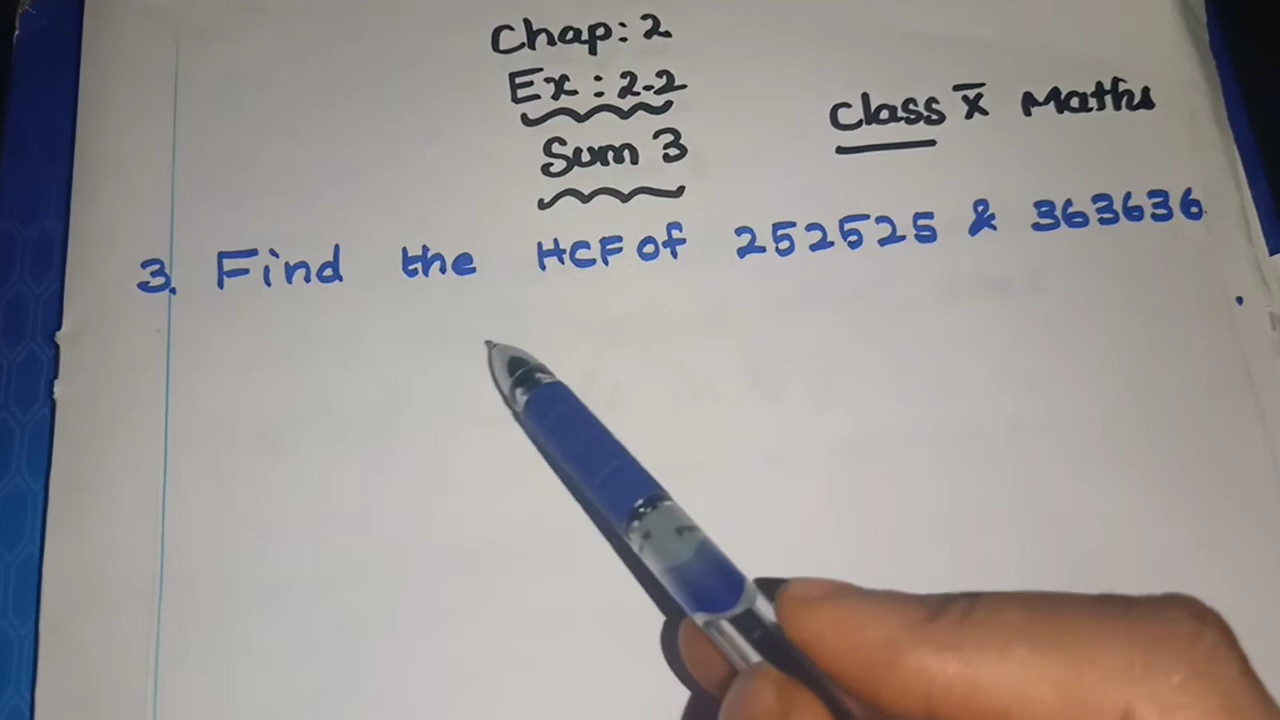 Chap: 2
Ex: 2.2
Sum 3
Class X̅ Maths
3. Find the HCF of 252525 & 363636.